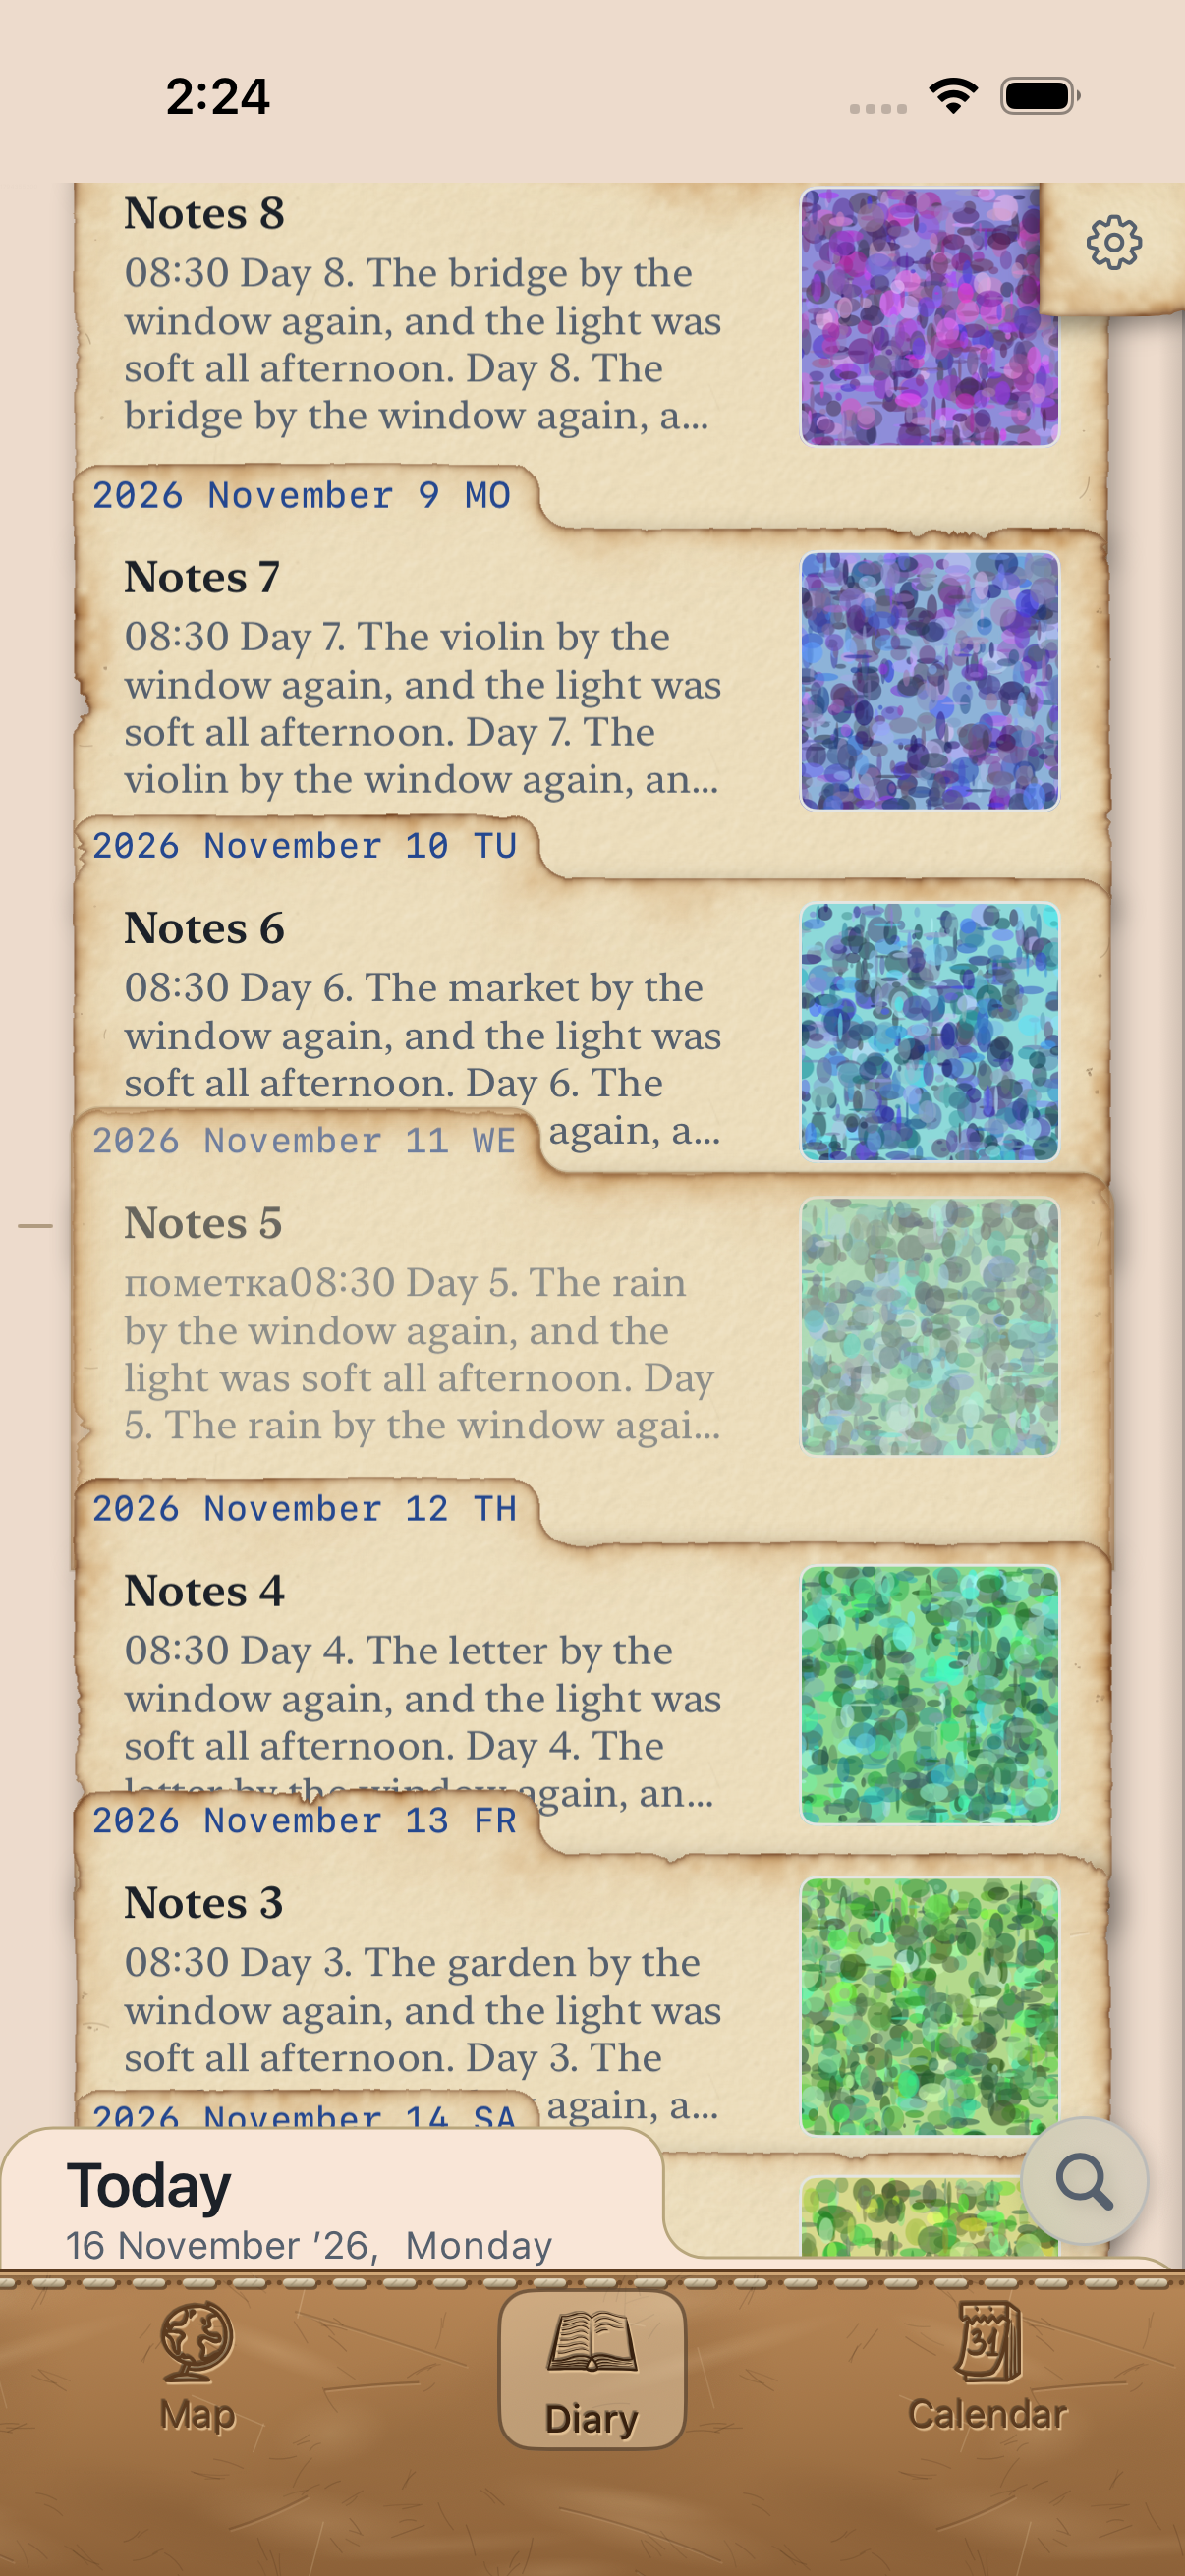 2:24
Notes 8
08:30 Day 8. The bridge by the
window again, and the light was
soft all afternoon. Day 8. The
bridge by the window again, a...
2026 November 9 MO
Notes 7
08:30 Day 7. The violin by the
window again, and the light was
soft all afternoon. Day 7. The
violin by the window again, an...
2026 November 10 TU
Notes 6
08:30 Day 6. The market by the
window again, and the light was
soft all afternoon. Day 6. The
again, a...
2026 November 11 WE
Notes 5
пометка08:30 Day 5. The rain
by the window again, and the
light was soft all afternoon. Day
5. The rain by the window agai...
2026 November 12 TH
Notes 4
08:30 Day 4. The letter by the
window again, and the light was
soft all afternoon. Day 4. The
letter by the window again, an...
2026 November 13 FR
Notes 3
08:30 Day 3. The garden by the
window again, and the light was
soft all afternoon. Day 3. The
again, a...
2026 November 14 SA
Today
16 November ’26, Monday
31
Map
Diary
Calendar